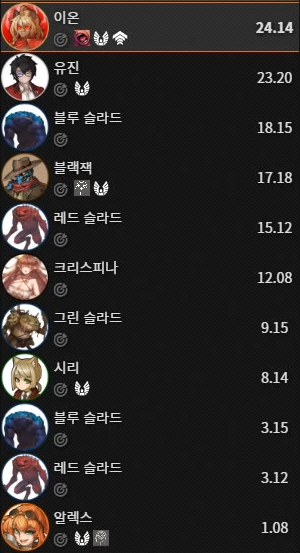 이온 24.14
유진 23.20
블루 슬라드 18.15
블랙잭 17.18
레드 슬라드 15.12
크리스피나 12.08
그린 슬라드 9.15
시리 8.14
블루 슬라드 3.15
레드 슬라드 3.12
알렉스 1.08